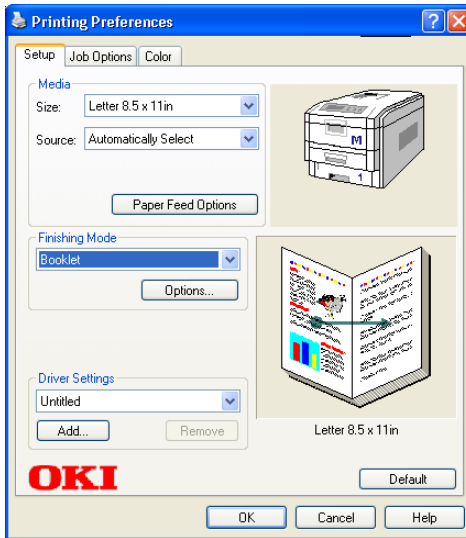 Printing Preferences
Setup Job Options Color
Media
Size: Letter 8.5 x 11in
Source: Automatically Select
Paper Feed Options
M
1
Finishing Mode
Booklet
Options...
Driver Settings
Untitled
Add... Remove
Letter 8.5 x 11in
OKI
Default
OK Cancel Help